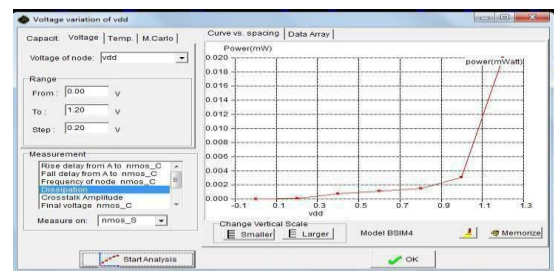 Voltage variation of vdd
Capacit. Voltage Temp. M.Carlo
Voltage of node: vdd
Range
From : 0.00 V
To : 1.20 V
Step : 0.20 V
Measurement
Rise delay from A to nmos_C
Fall delay from A to nmos_C
Frequency of node nmos_C
Dissipation
Crosstalk Amplitude
Final voltage nmos_C
Measure on: nmos_S
Start Analysis
Curve vs. spacing Data Array
Power(mW)
power(mWatt)
0.020
0.018
0.016
0.014
0.012
0.010
0.008
0.006
0.004
0.002
0.000
-0.1 0.1 0.3 0.5 0.7 0.9 1.1 1.3
vdd
Change Vertical Scale
Smaller Larger
Model BSIM4
Memorize
OK